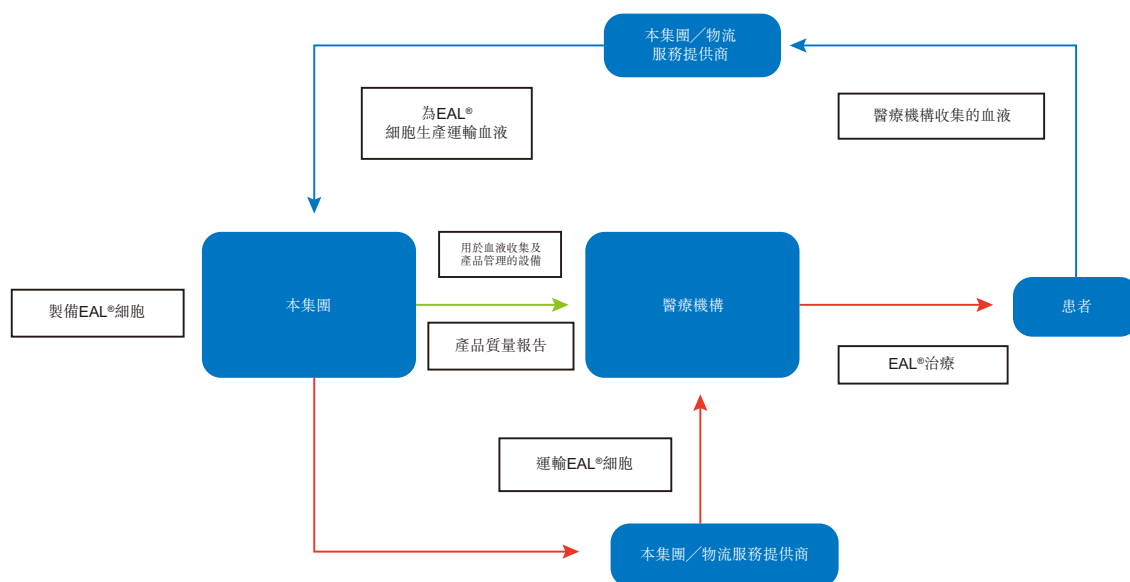 本集團／物流
服務提供商
為EAL®
細胞生產運輸血液
醫療機構收集的血液
用於血液收集及
產品管理的設備
製備EAL®細胞
本集團
醫療機構
患者
產品質量報告
EAL®治療
運輸EAL®細胞
本集團／物流服務提供商